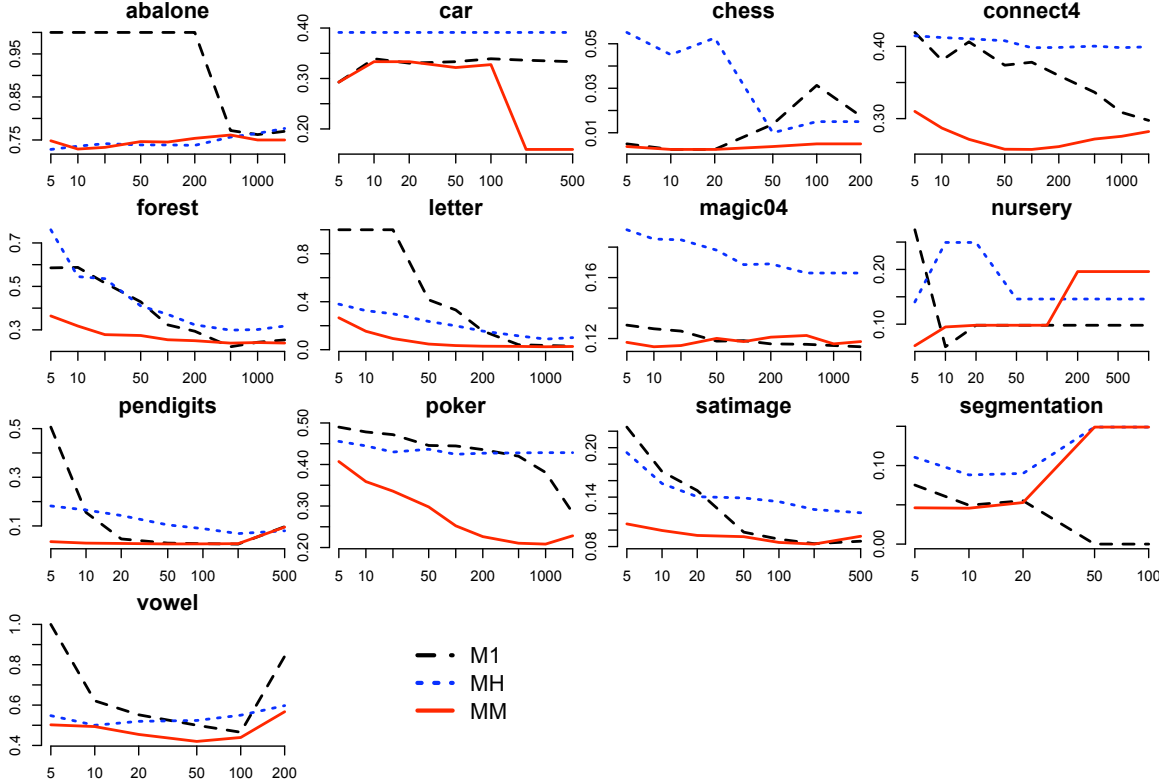 abalone
0.75 0.85 0.95
5 10 50 200 1000
car
0.20 0.30 0.40
5 10 20 50 100 500
chess
0.01 0.03 0.05
5 10 20 50 100 200
connect4
0.30 0.40
5 10 50 200 1000
forest
0.3 0.5 0.7
5 10 50 200 1000
letter
0.0 0.4 0.8
5 10 50 200 1000
magic04
0.12 0.16
5 10 50 200 1000
nursery
0.10 0.20
5 10 20 50 200 500
pendigits
0.1 0.3 0.5
5 10 20 50 100 500
poker
0.20 0.30 0.40 0.50
5 10 50 200 1000
satimage
0.08 0.14 0.20
5 10 20 50 100 500
segmentation
0.00 0.10
5 10 20 50 100
vowel
0.4 0.6 0.8 1.0
5 10 20 50 100 200
M1
MH
MM